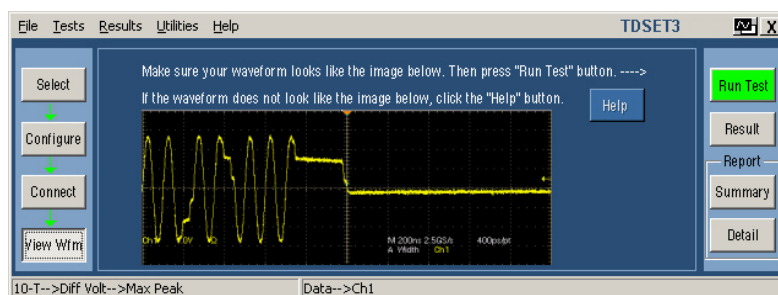 File Tests Results Utilities Help TDSET3 X
Make sure your waveform looks like the image below. Then press "Run Test" button. ---->
If the waveform does not look like the image below, click the "Help" button.
Help
Select
Configure
Connect
View Wfm
Run Test
Result
Report
Summary
Detail
M 200ns 2.5GS/s 400ps/pt
A Width Ch1
10-T-->Diff Volt-->Max Peak Data-->Ch1